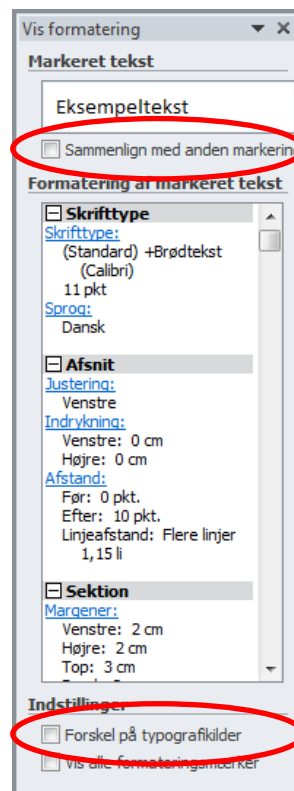 Vis formatering
Markeret tekst
Eksempeltekst
Sammenlign med anden markering
Formatering af markeret tekst
Skrifttype
Skrifttype:
(Standard) +Brødtekst
(Calibri)
11 pkt
Sprog:
Dansk
Afsnit
Justering:
Venstre
Indrykning:
Venstre: 0 cm
Højre: 0 cm
Afstand:
Før: 0 pkt.
Efter: 10 pkt.
Linjeafstand: Flere linjer
1,15 li
Sektion
Margener:
Venstre: 2 cm
Højre: 2 cm
Top: 3 cm
Indstillinger
Forskel på typografikilder
Vis alle formateringsmærker